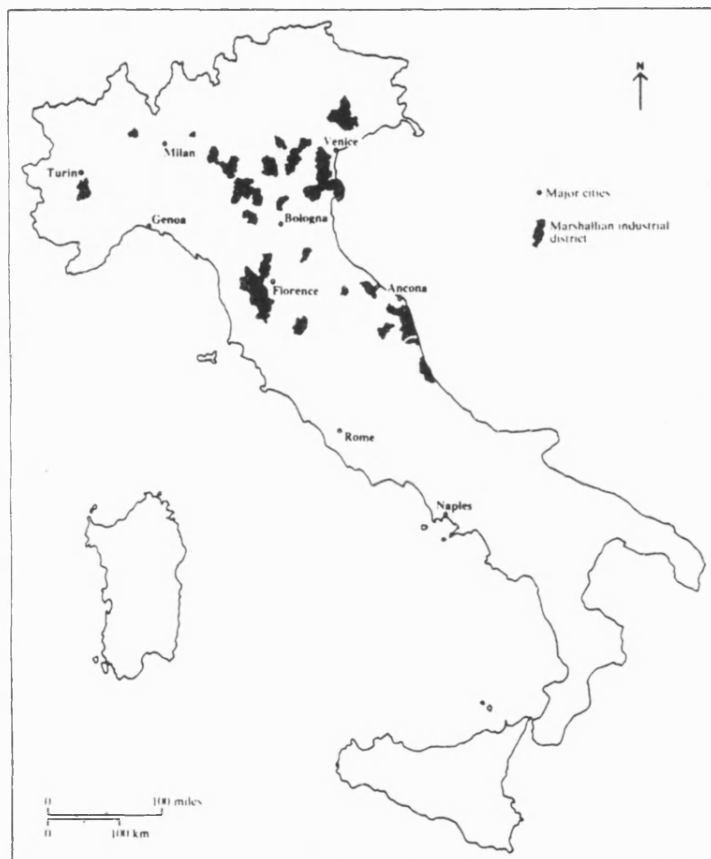 N
Venice
Milan
Turin
Major cities
Genoa
Bologna
Marshallian industrial
district
Florence
Ancona
Rome
Naples
0 100 miles
0 100 km